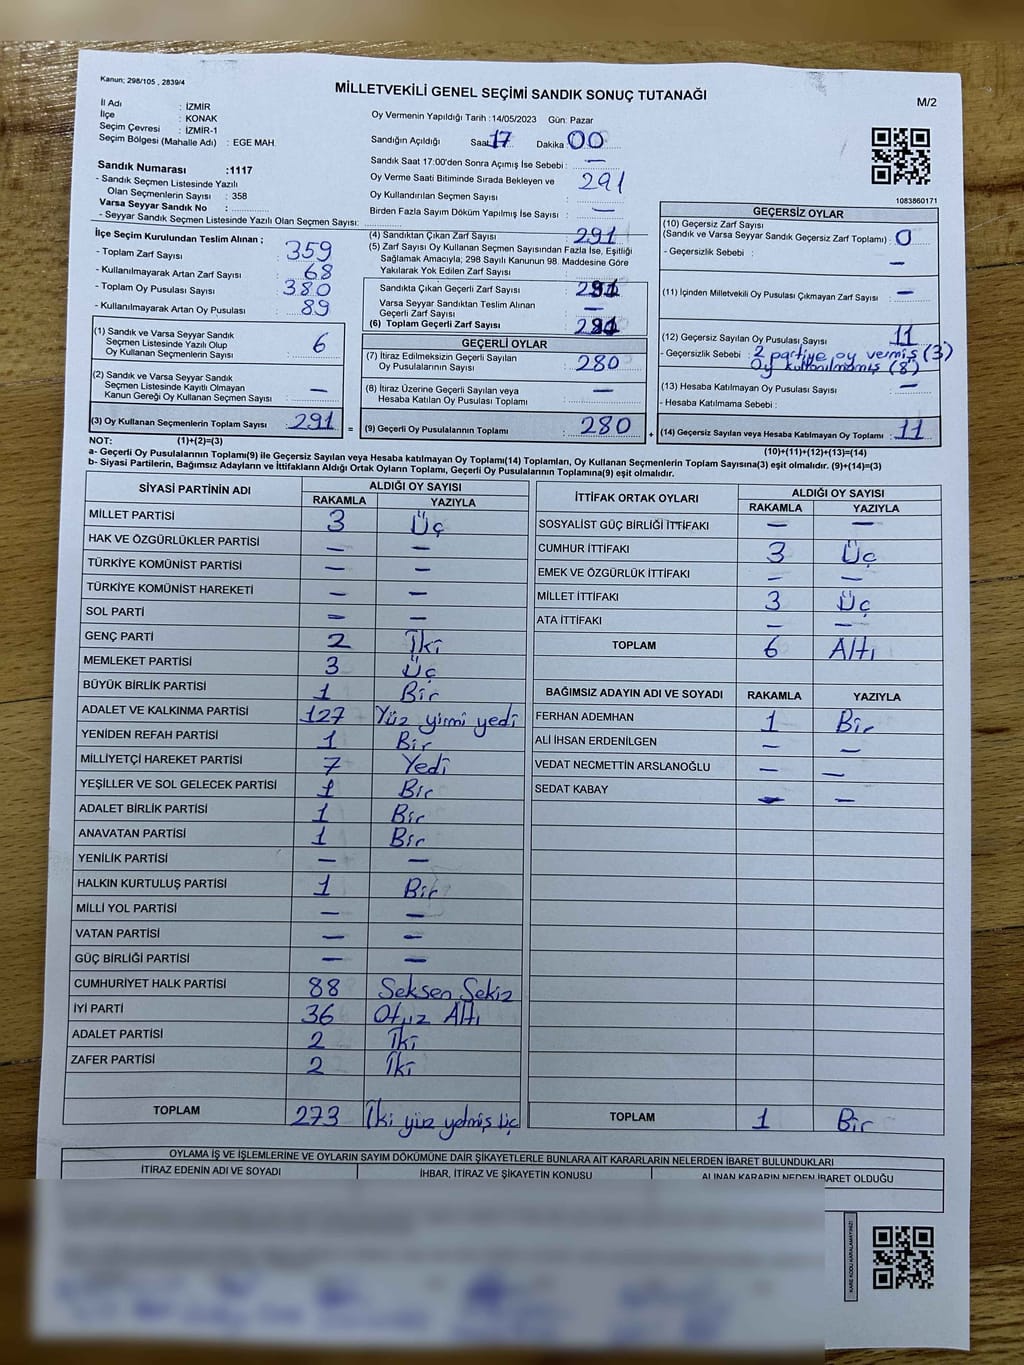 Kanun; 298/105 , 2839/4
MİLLETVEKİLİ GENEL SEÇİMİ SANDIK SONUÇ TUTANAĞI
M/2
İl Adı : İZMİR
İlçe : KONAK
Seçim Çevresi : İZMİR-1
Seçim Bölgesi (Mahalle Adı) : EGE MAH.
Sandık Numarası :1117
- Sandık Seçmen Listesinde Yazılı
Olan Seçmenlerin Sayısı : 358
Varsa Seyyar Sandık No :
- Seyyar Sandık Seçmen Listesinde Yazılı Olan Seçmen Sayısı:
Oy Vermenin Yapıldığı Tarih :14/05/2023 Gün: Pazar
Sandığın Açıldığı Saat 17 Dakika 00
Sandık Saat 17:00'den Sonra Açımış İse Sebebi : —
Oy Verme Saati Bitiminde Sırada Bekleyen ve
Oy Kullandırılan Seçmen Sayısı : 291
Birden Fazla Sayım Döküm Yapılmış İse Sayısı : —
1083860171
İlçe Seçim Kurulundan Teslim Alınan ;
- Toplam Zarf Sayısı : 359
- Kullanılmayarak Artan Zarf Sayısı : 68
- Toplam Oy Pusulası Sayısı : 380
- Kullanılmayarak Artan Oy Pusulası : 89
(1) Sandık ve Varsa Seyyar Sandık
Seçmen Listesinde Yazılı Olup
Oy Kullanan Seçmenlerin Sayısı : 6
(2) Sandık ve Varsa Seyyar Sandık
Seçmen Listesinde Kayıtlı Olmayan
Kanun Gereği Oy Kullanan Seçmen Sayısı : —
(3) Oy Kullanan Seçmenlerin Toplam Sayısı : 291 =
(4) Sandıktan Çıkan Zarf Sayısı : 291
(5) Zarf Sayısı Oy Kullanan Seçmen Sayısından Fazla İse, Eşitliği
Sağlamak Amacıyla; 298 Sayılı Kanunun 98. Maddesine Göre
Yakılarak Yok Edilen Zarf Sayısı :
Sandıkta Çıkan Geçerli Zarf Sayısı : 291
Varsa Seyyar Sandıktan Teslim Alınan
Geçerli Zarf Sayısı : —
(6) Toplam Geçerli Zarf Sayısı : 291
GEÇERLİ OYLAR
(7) İtiraz Edilmeksizin Geçerli Sayılan
Oy Pusulalarının Sayısı : 280
(8) İtiraz Üzerine Geçerli Sayılan veya
Hesaba Katılan Oy Pusulası Toplamı : —
(9) Geçerli Oy Pusulalarının Toplamı : 280 +
GEÇERSİZ OYLAR
(10) Geçersiz Zarf Sayısı
(Sandık ve Varsa Seyyar Sandık Geçersiz Zarf Toplamı) : 0
- Geçersizlik Sebebi : —
(11) İçinden Milletvekili Oy Pusulası Çıkmayan Zarf Sayısı : —
(12) Geçersiz Sayılan Oy Pusulası Sayısı : 11
- Geçersizlik Sebebi : 2 partiye oy vermiş (3)
Oy kullanılmamış (8)
(13) Hesaba Katılmayan Oy Pusulası Sayısı : —
- Hesaba Katılmama Sebebi :
(14) Geçersiz Sayılan veya Hesaba Katılmayan Oy Toplamı : 11
NOT: (1)+(2)=(3)
(10)+(11)+(12)+(13)=(14)
a- Geçerli Oy Pusulalarının Toplamı(9) ile Geçersiz Sayılan veya Hesaba Katılmayan Oy Toplamı(14) Toplamları, Oy Kullanan Seçmenlerin Toplam Sayısına(3) eşit olmalıdır. (9)+(14)=(3)
b- Siyasi Partilerin, Bağımsız Adayların ve İttifakların Aldığı Ortak Oyların Toplamı, Geçerli Oy Pusulalarının Toplamına(9) eşit olmalıdır.
SİYASİ PARTİNİN ADI ALDIĞI OY SAYISI
RAKAMLA YAZIYLA
MİLLET PARTİSİ 3 Üç
HAK VE ÖZGÜRLÜKLER PARTİSİ — —
TÜRKİYE KOMÜNİST PARTİSİ — —
TÜRKİYE KOMÜNİST HAREKETİ — —
SOL PARTİ — —
GENÇ PARTİ 2 İki
MEMLEKET PARTİSİ 3 Üç
BÜYÜK BİRLİK PARTİSİ 1 Bir
ADALET VE KALKINMA PARTİSİ 127 Yüz yirmi yedi
YENİDEN REFAH PARTİSİ 1 Bir
MİLLİYETÇİ HAREKET PARTİSİ 7 Yedi
YEŞİLLER VE SOL GELECEK PARTİSİ 1 Bir
ADALET BİRLİK PARTİSİ 1 Bir
ANAVATAN PARTİSİ 1 Bir
YENİLİK PARTİSİ — —
HALKIN KURTULUŞ PARTİSİ 1 Bir
MİLLİ YOL PARTİSİ — —
VATAN PARTİSİ — —
GÜÇ BİRLİĞİ PARTİSİ — —
CUMHURİYET HALK PARTİSİ 88 Seksen Sekiz
İYİ PARTİ 36 Otuz Altı
ADALET PARTİSİ 2 İki
ZAFER PARTİSİ 2 İki
TOPLAM 273 İki yüz yetmiş üç
İTTİFAK ORTAK OYLARI ALDIĞI OY SAYISI
RAKAMLA YAZIYLA
SOSYALİST GÜÇ BİRLİĞİ İTTİFAKI — —
CUMHUR İTTİFAKI 3 Üç
EMEK VE ÖZGÜRLÜK İTTİFAKI — —
MİLLET İTTİFAKI 3 Üç
ATA İTTİFAKI — —
TOPLAM 6 Altı
BAĞIMSIZ ADAYIN ADI VE SOYADI RAKAMLA YAZIYLA
FERHAN ADEMHAN 1 Bir
ALİ İHSAN ERDENİLGEN — —
VEDAT NECMETTİN ARSLANOĞLU — —
SEDAT KABAY — —
TOPLAM 1 Bir
OYLAMA İŞ VE İŞLEMLERİNE VE OYLARIN SAYIM DÖKÜMÜNE DAİR ŞİKAYETLERLE BUNLARA AİT KARARLARIN NELERDEN İBARET BULUNDUKLARI
İTİRAZ EDENİN ADI VE SOYADI İHBAR, İTİRAZ VE ŞİKAYETİN KONUSU ALINAN KARARIN NEDEN İBARET OLDUĞU
KARE KODU KARALAMAYINIZ!